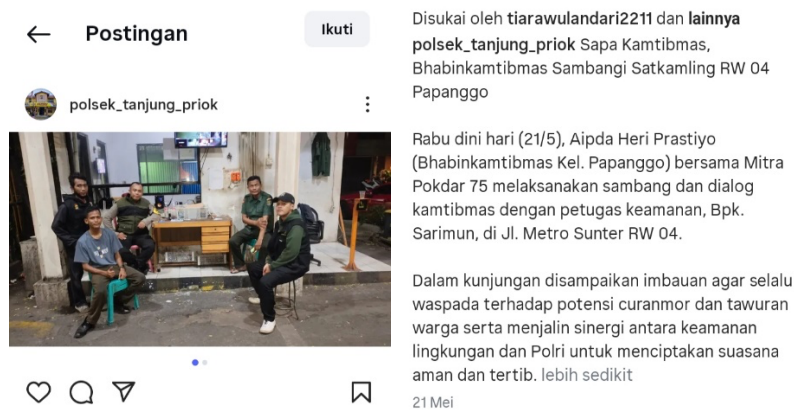 Postingan
Ikuti
polsek_tanjung_priok
Disukai oleh tiarawulandari2211 dan lainnya
polsek_tanjung_priok Sapa Kamtibmas,
Bhabinkamtibmas Sambangi Satkamling RW 04
Papanggo
Rabu dini hari (21/5), Aipda Heri Prastiyo
(Bhabinkamtibmas Kel. Papanggo) bersama Mitra
Pokdar 75 melaksanakan sambang dan dialog
kamtibmas dengan petugas keamanan, Bpk.
Sarimun, di Jl. Metro Sunter RW 04.
Dalam kunjungan disampaikan imbauan agar selalu
waspada terhadap potensi curanmor dan tawuran
warga serta menjalin sinergi antara keamanan
lingkungan dan Polri untuk menciptakan suasana
aman dan tertib. lebih sedikit
21 Mei